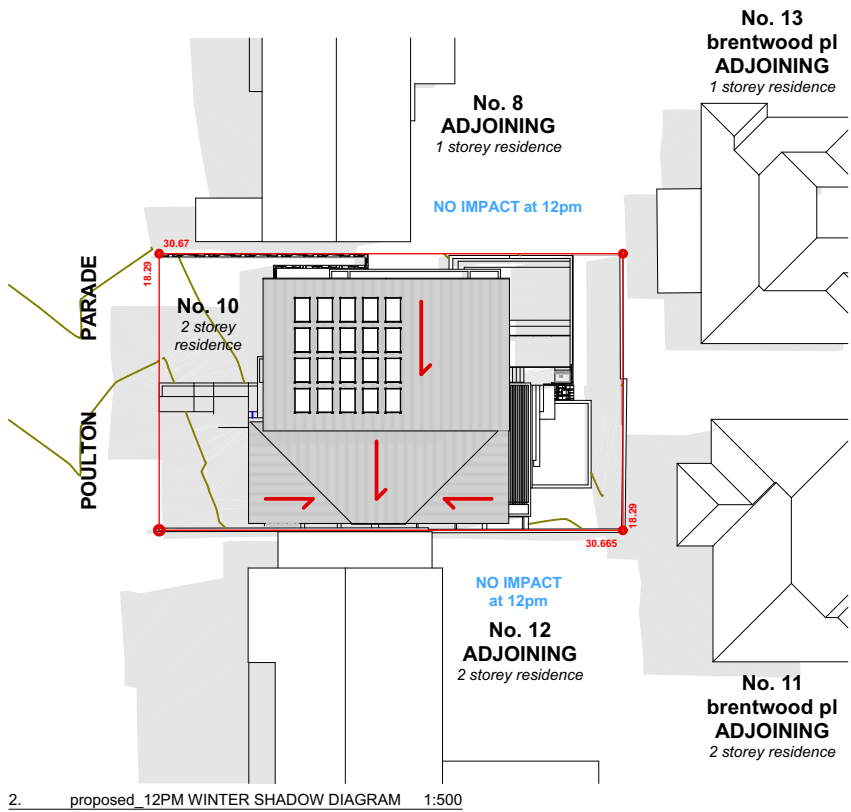 No. 13
brentwood pl
ADJOINING
1 storey residence
No. 8
ADJOINING
1 storey residence
NO IMPACT at 12pm
30.67
18.29
PARADE
No. 10
2 storey
residence
POULTON
18.29
30.665
NO IMPACT
at 12pm
No. 12
ADJOINING
2 storey residence
No. 11
brentwood pl
ADJOINING
2 storey residence
2. proposed_12PM WINTER SHADOW DIAGRAM 1:500